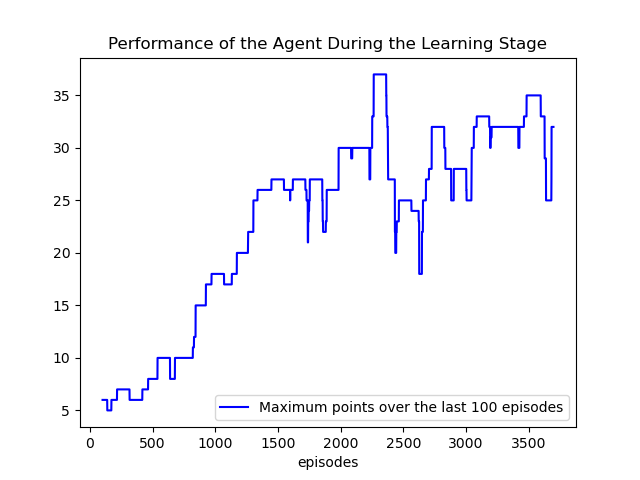 Performance of the Agent During the Learning Stage
35
30
25
20
15
10
5
Maximum points over the last 100 episodes
0 500 1000 1500 2000 2500 3000 3500
episodes